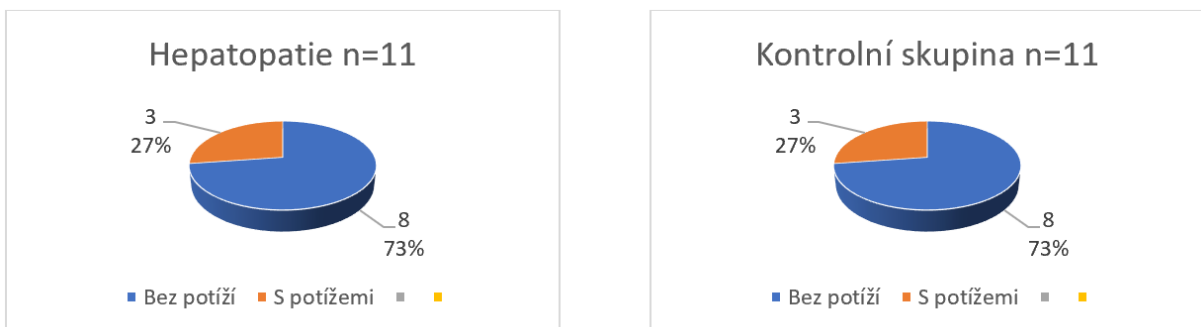 Hepatopatie n=11
3
27%
8
73%
Bez potíží S potížemi
Kontrolní skupina n=11
3
27%
8
73%
Bez potíží S potížemi